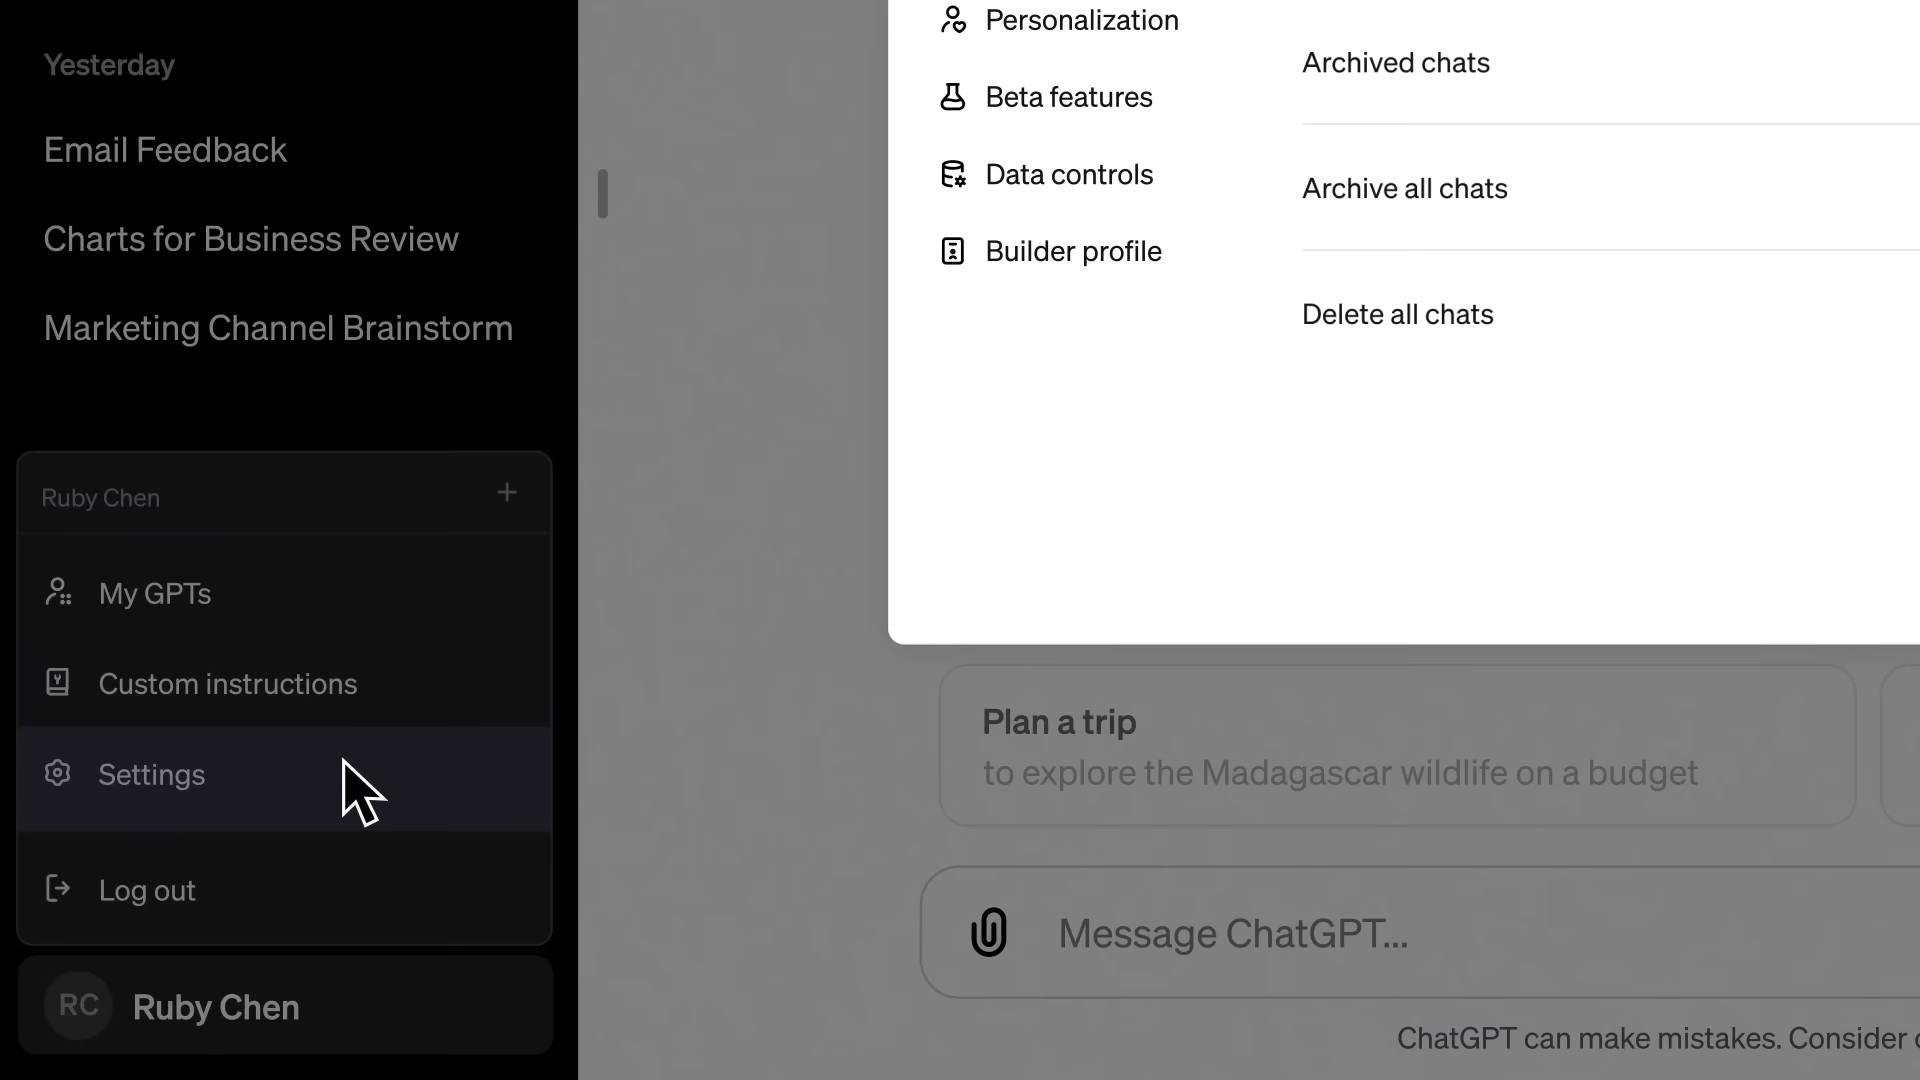 Yesterday
Email Feedback
Charts for Business Review
Marketing Channel Brainstorm
Ruby Chen
My GPTs
Custom instructions
Settings
Log out
RC
Ruby Chen
Personalization
Beta features
Data controls
Builder profile
Archived chats
Archive all chats
Delete all chats
Plan a trip
to explore the Madagascar wildlife on a budget
Message ChatGPT...
ChatGPT can make mistakes. Consider